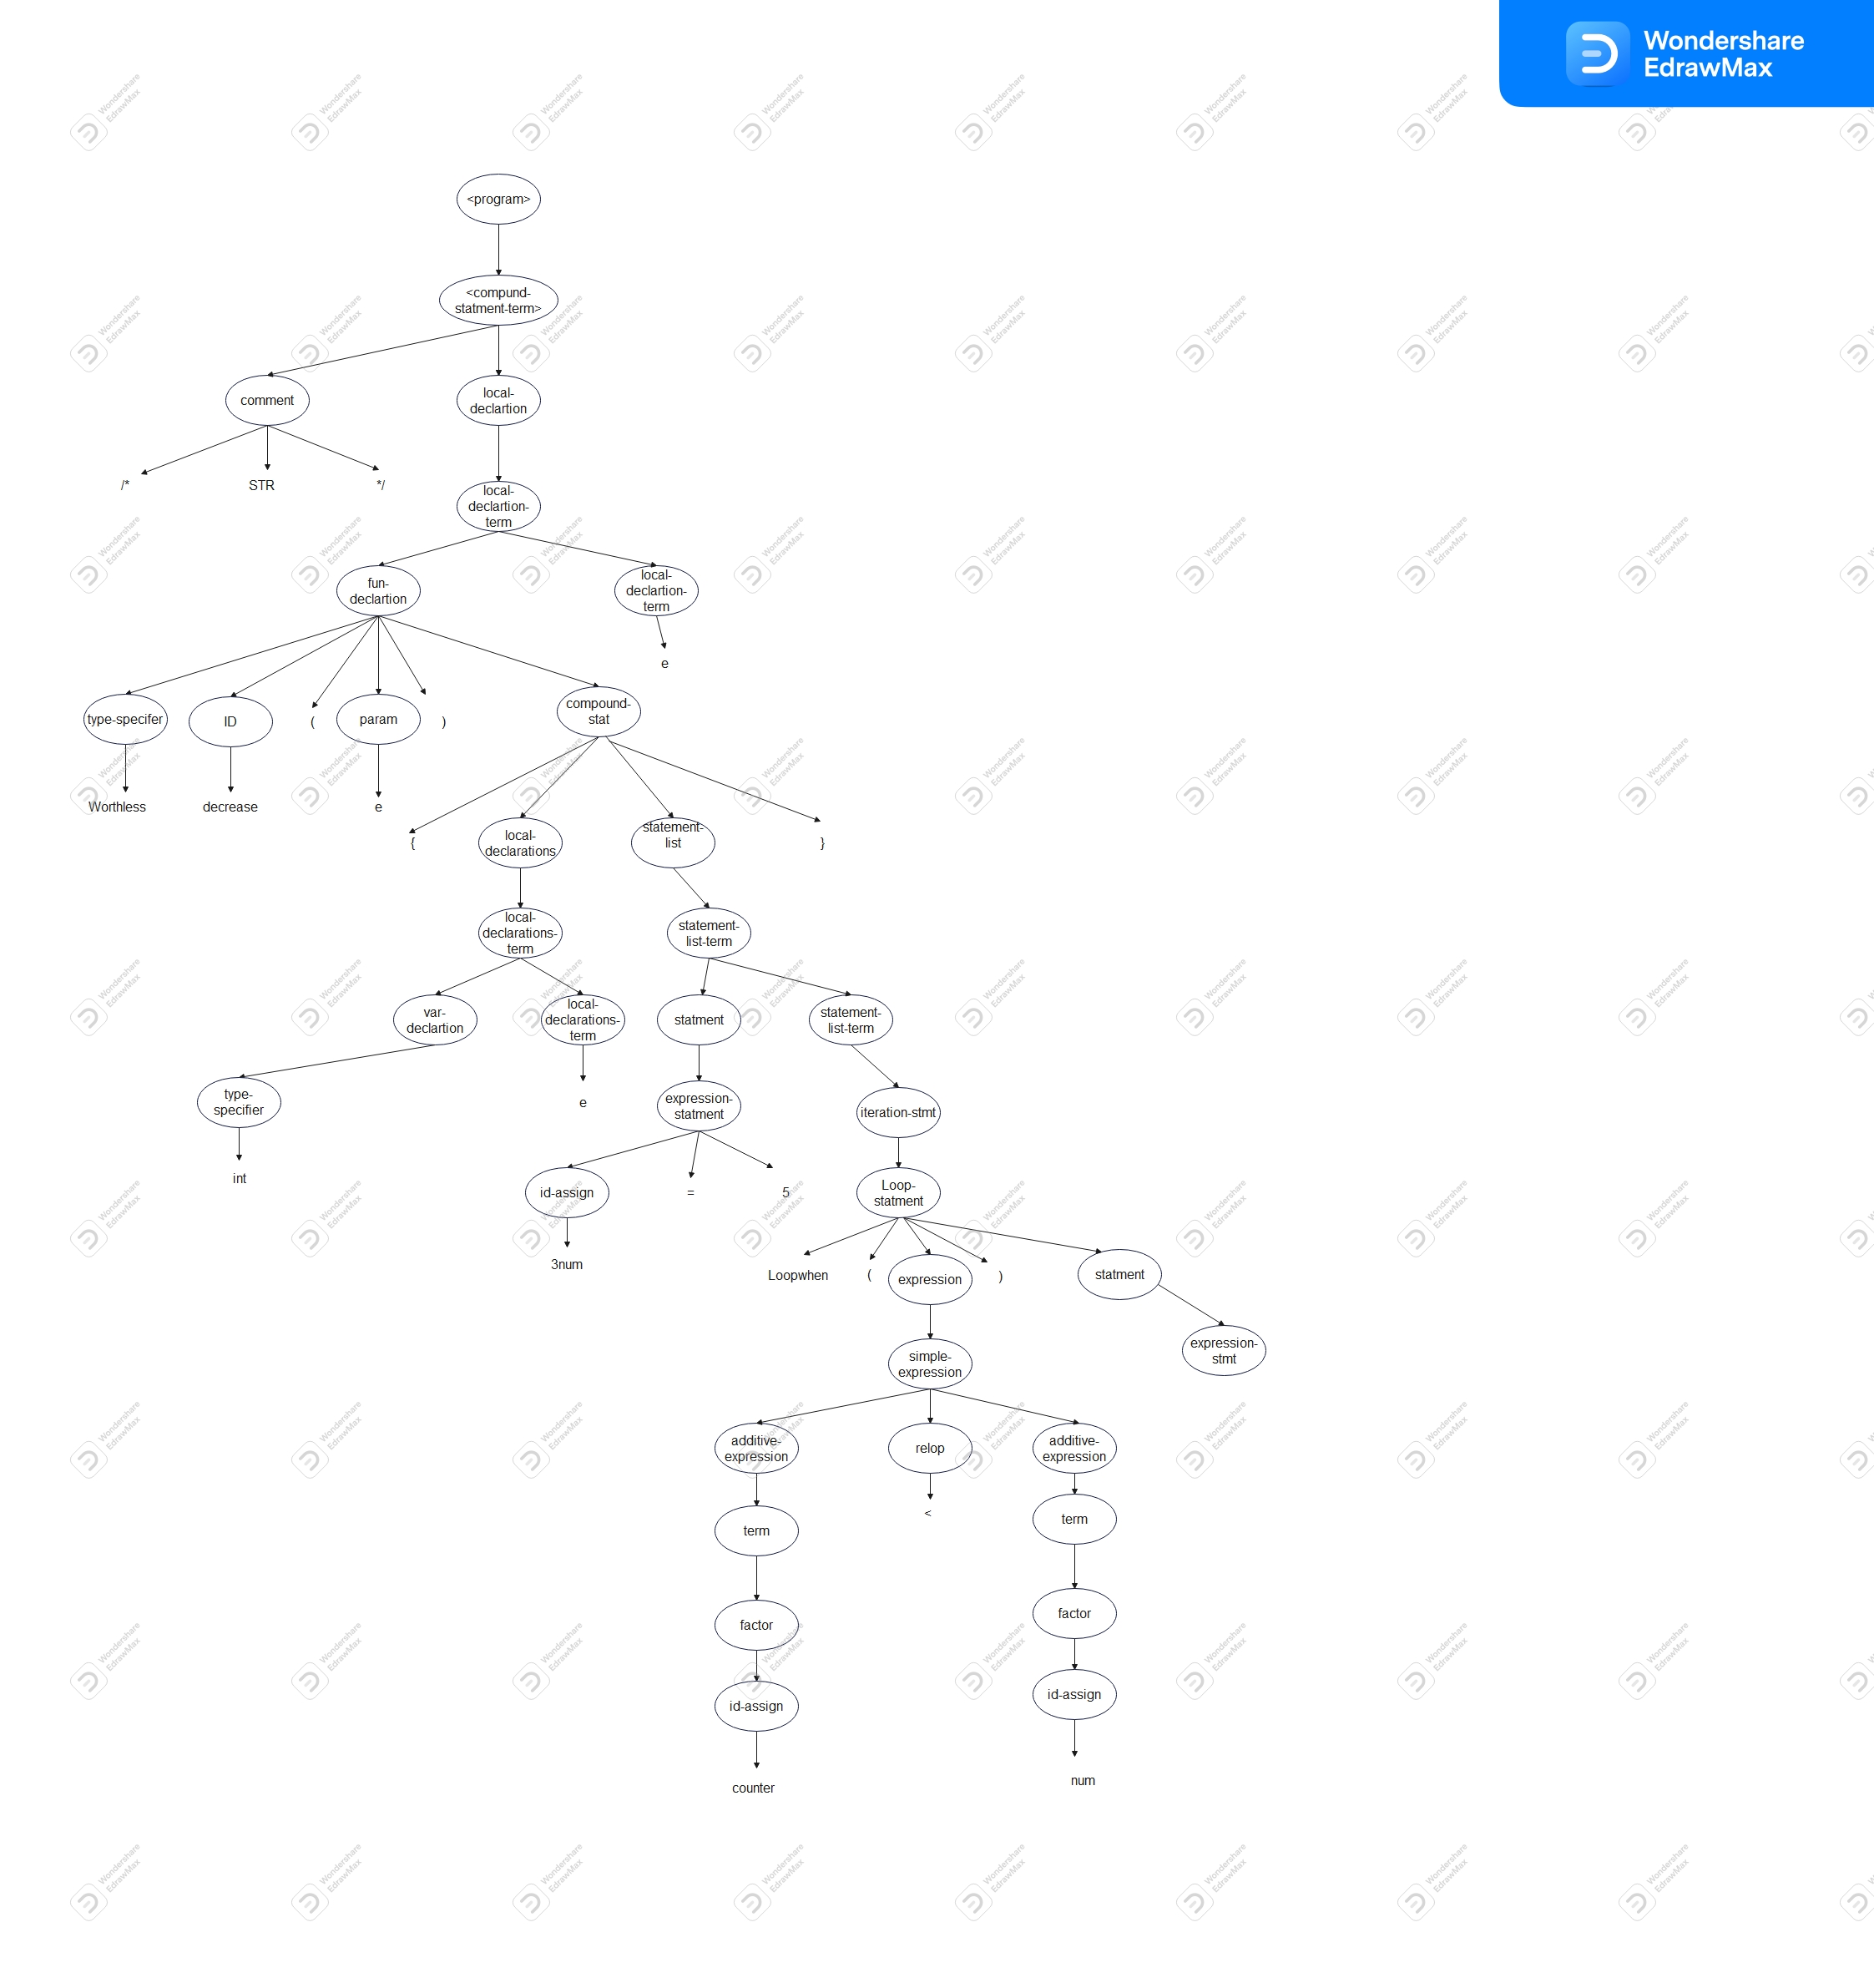 Wondershare
EdrawMax
<program>
<compund-
statment-term>
comment
local-
declartion
/*
STR
*/
local-
declartion-
term
fun-
declartion
local-
declartion-
term
e
type-specifer
ID
(
param
)
compound-
stat
Worthless
decrease
e
{
local-
declarations
statement-
list
}
local-
declarations-
term
statement-
list-term
var-
declartion
local-
declarations-
term
statment
statement-
list-term
type-
specifier
e
expression-
statment
iteration-stmt
int
id-assign
=
5
Loop-
statment
3num
Loopwhen
(
expression
)
statment
simple-
expression
expression-
stmt
additive-
expression
relop
additive-
expression
term
<
term
factor
factor
id-assign
id-assign
counter
num